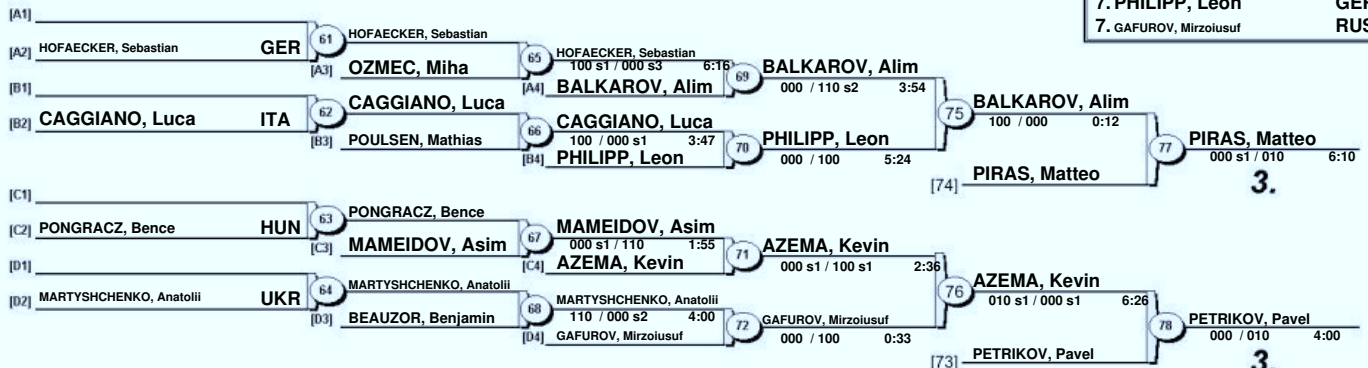 7. PHILIPP, Leon GER
7. GAFUROV, Mirzoiusuf RUS
[A1]
[A2] HOFAECKER, Sebastian GER
61
HOFAECKER, Sebastian
[A3] OZMEC, Miha
65
HOFAECKER, Sebastian
100 s1 / 000 s3 6:16
[A4] BALKAROV, Alim
69
BALKAROV, Alim
000 / 110 s2 3:54
[B1]
[B2] CAGGIANO, Luca ITA
62
CAGGIANO, Luca
[B3] POULSEN, Mathias
66
CAGGIANO, Luca
100 / 000 s1 3:47
[B4] PHILIPP, Leon
70
PHILIPP, Leon
000 / 100 5:24
75
BALKAROV, Alim
100 / 000 0:12
[74] PIRAS, Matteo
77
PIRAS, Matteo
000 s1 / 010 6:10
3.
[C1]
[C2] PONGRACZ, Bence HUN
63
PONGRACZ, Bence
[C3] MAMEIDOV, Asim
67
MAMEIDOV, Asim
000 s1 / 110 1:55
[C4] AZEMA, Kevin
71
AZEMA, Kevin
000 s1 / 100 s1 2:36
[D1]
[D2] MARTYSHCHENKO, Anatolii UKR
64
MARTYSHCHENKO, Anatolii
[D3] BEAUZOR, Benjamin
68
MARTYSHCHENKO, Anatolii
110 / 000 s2 4:00
[D4] GAFUROV, Mirzoiusuf
72
GAFUROV, Mirzoiusuf
000 / 100 0:33
76
AZEMA, Kevin
010 s1 / 000 s1 6:26
[73] PETRIKOV, Pavel
78
PETRIKOV, Pavel
000 / 010 4:00
3.